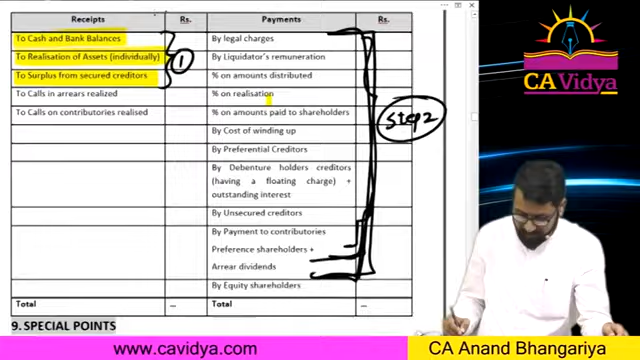 Receipts Rs. Payments Rs.
To Cash and Bank Balances By legal charges
To Realisation of Assets (individually) By Liquidator's remuneration
To Surplus from secured creditors % on amounts distributed
To Calls in arrears realized % on realisation
To Calls on contributories realised % on amounts paid to shareholders
By Cost of winding up
By Preferential Creditors
By Debenture holders creditors
(having a floating charge) +
outstanding interest
By Unsecured creditors
By Payment to contributories
Preference shareholders +
Arrear dividends
By Equity shareholders
Total ... Total ...
1
Step2
9. SPECIAL POINTS
CA Vidya
www.cavidya.com
CA Anand Bhangariya